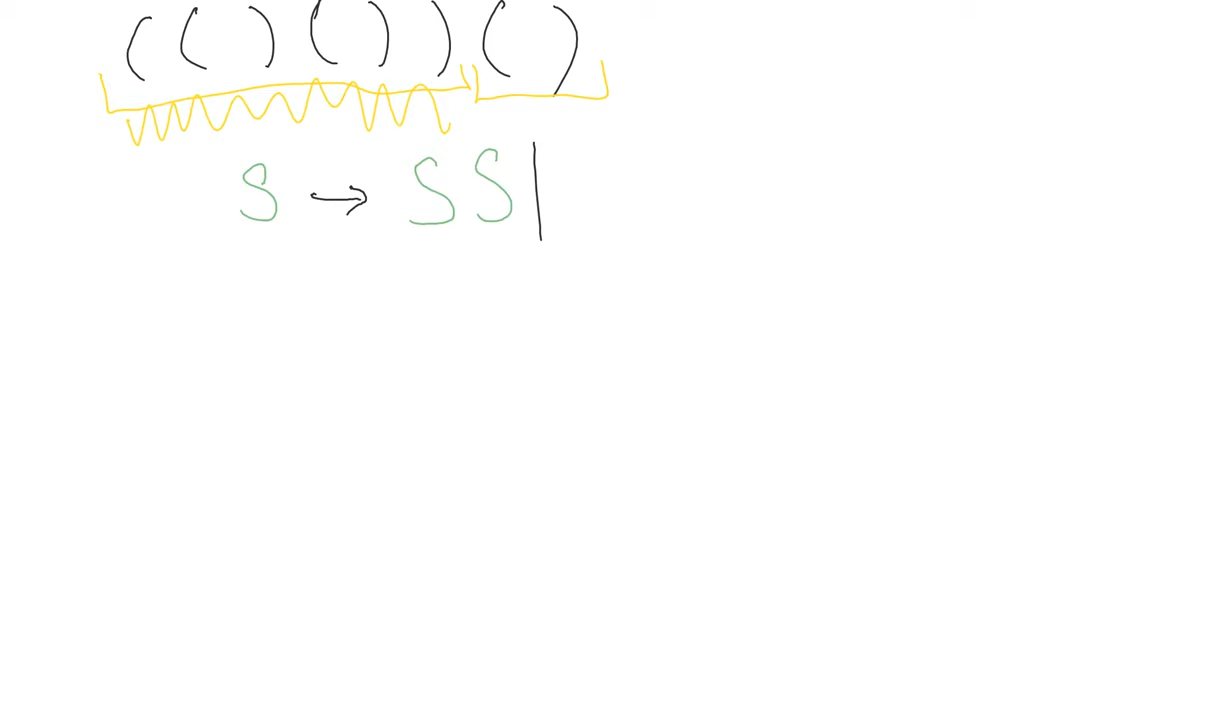 ( ( ) ( ) ) ( )
S → S S |